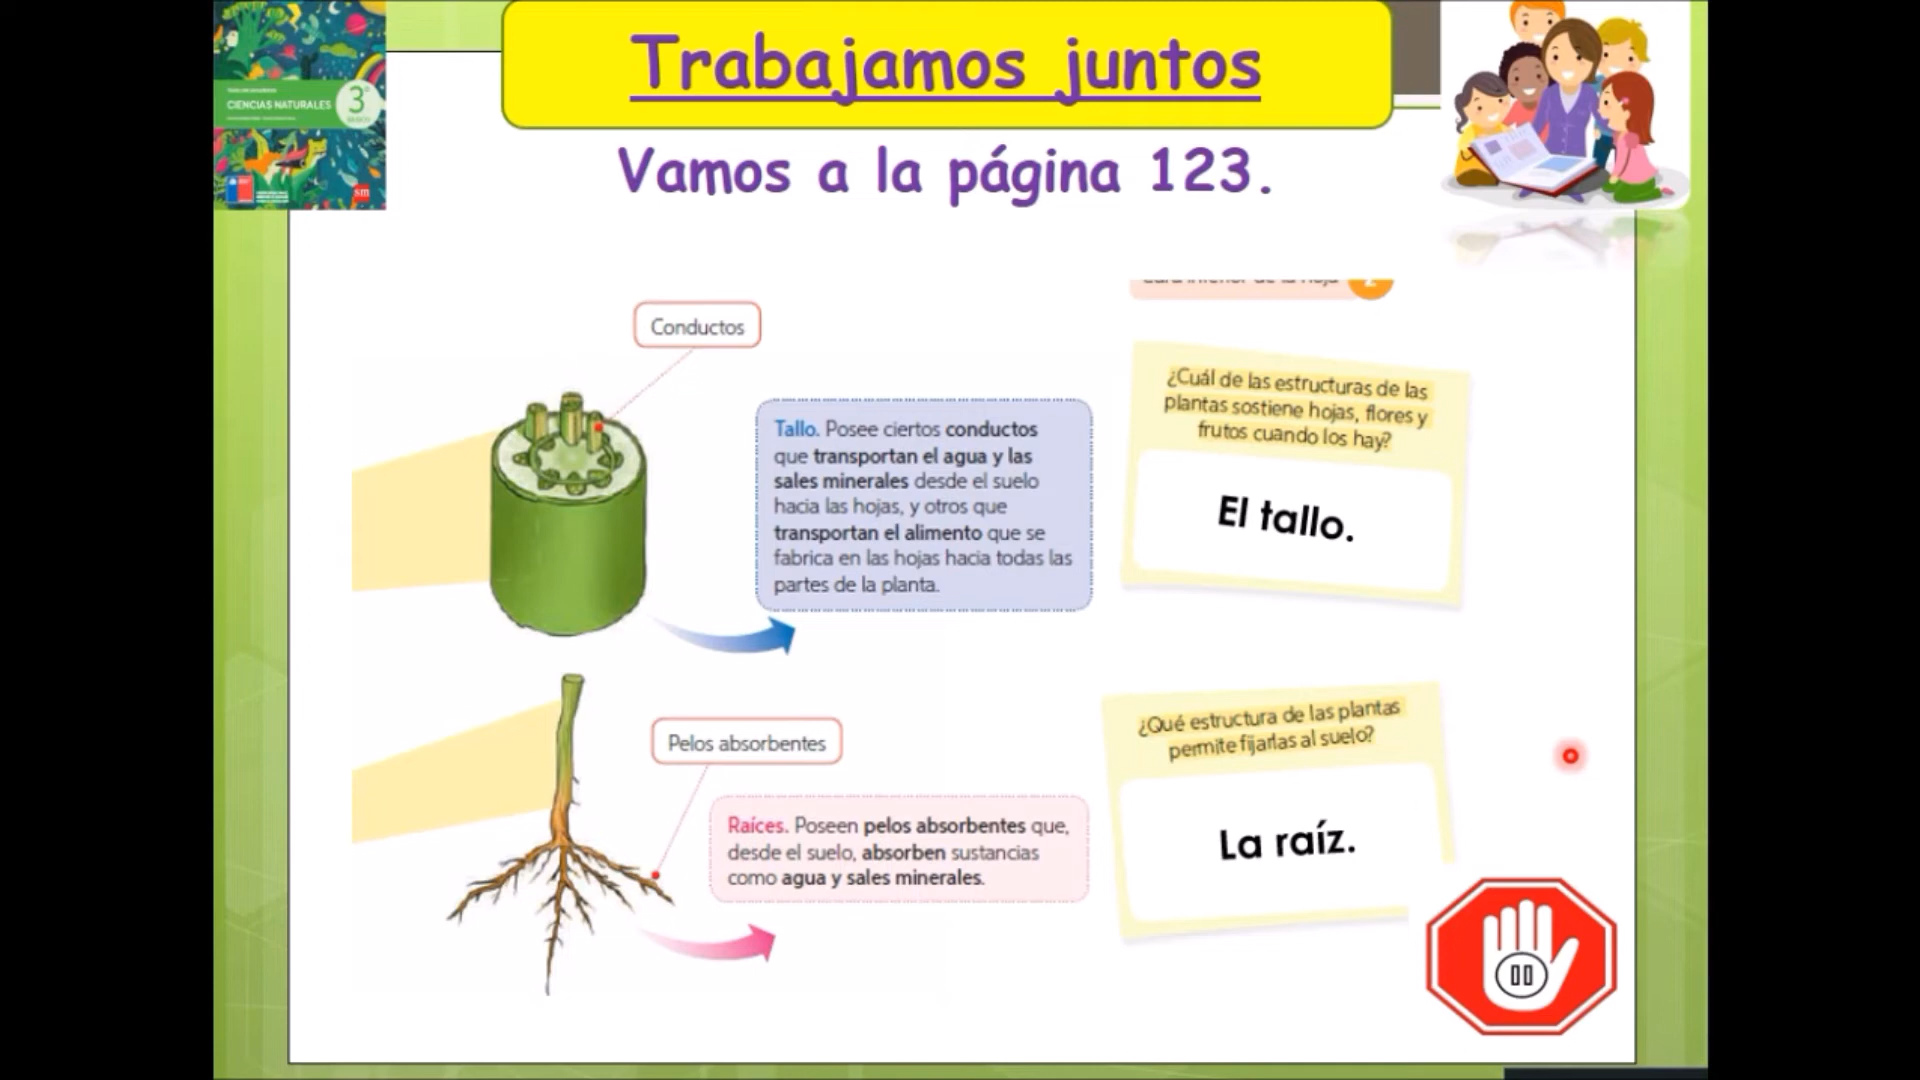 CIENCIAS NATURALES
3°
sm
Trabajamos juntos
Vamos a la página 123.
Conductos
Tallo. Posee ciertos conductos
que transportan el agua y las
sales minerales desde el suelo
hacia las hojas, y otros que
transportan el alimento que se
fabrica en las hojas hacia todas las
partes de la planta.
¿Cuál de las estructuras de las
plantas sostiene hojas, flores y
frutos cuando los hay?
El tallo.
Pelos absorbentes
Raíces. Poseen pelos absorbentes que,
desde el suelo, absorben sustancias
como agua y sales minerales.
¿Qué estructura de las plantas
permite fijarlas al suelo?
La raíz.